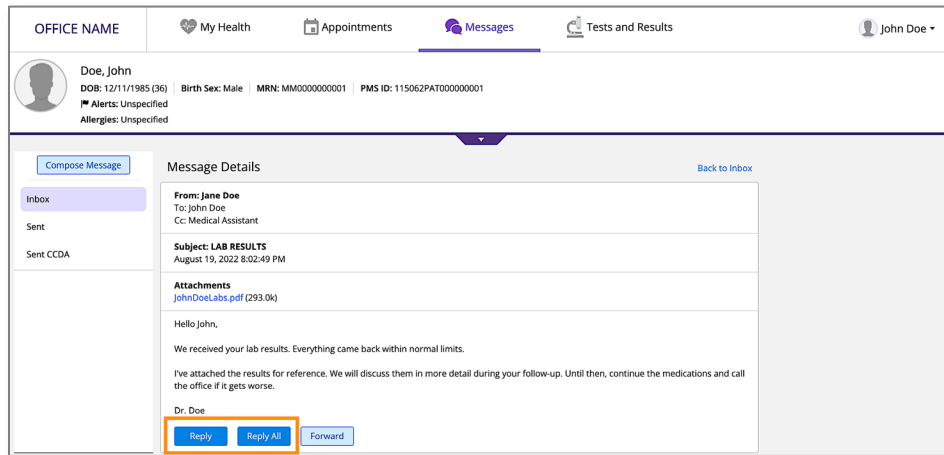 OFFICE NAME
My Health
Appointments
Messages
Tests and Results
John Doe
Doe, John
DOB: 12/11/1985 (36) Birth Sex: Male MRN: MM0000000001 PMS ID: 115062PAT000000001
Alerts: Unspecified
Allergies: Unspecified
Compose Message
Inbox
Sent
Sent CCDA
Message Details
Back to Inbox
From: Jane Doe
To: John Doe
Cc: Medical Assistant
Subject: LAB RESULTS
August 19, 2022 8:02:49 PM
Attachments
JohnDoeLabs.pdf (293.0k)
Hello John,
We received your lab results. Everything came back within normal limits.
I've attached the results for reference. We will discuss them in more detail during your follow-up. Until then, continue the medications and call
the office if it gets worse.
Dr. Doe
Reply
Reply All
Forward